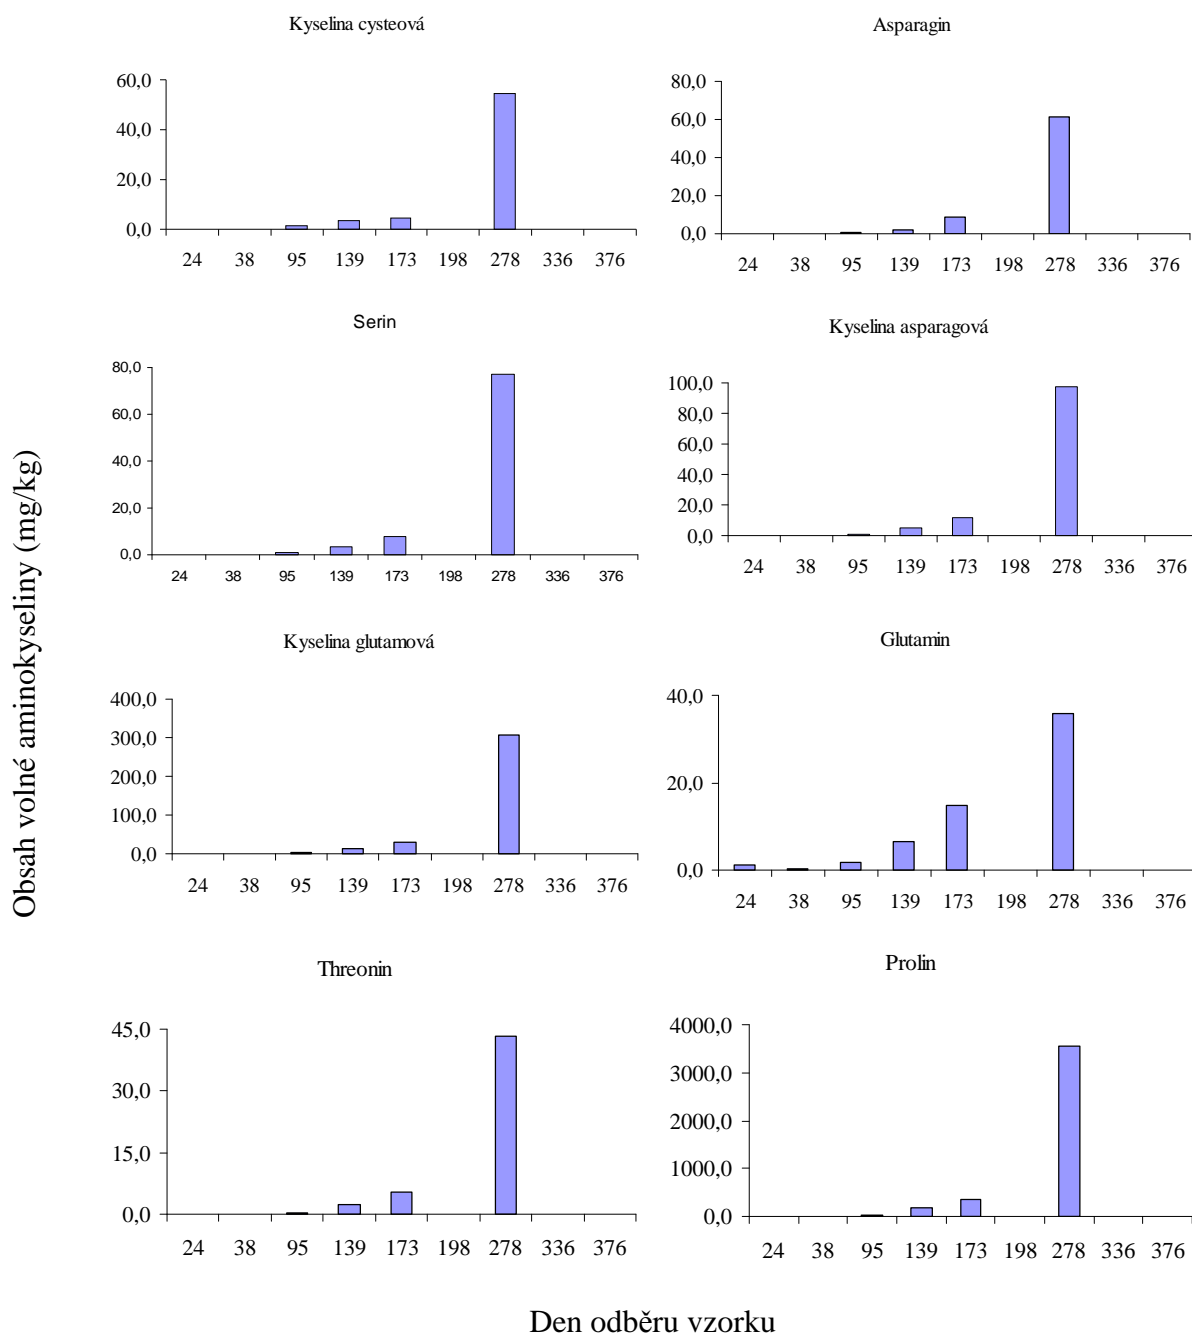 Kyselina cysteová
60,0
40,0
20,0
0,0
24 38 95 139 173 198 278 336 376
Asparagin
80,0
60,0
40,0
20,0
0,0
24 38 95 139 173 198 278 336 376
Serin
80,0
60,0
40,0
20,0
0,0
24 38 95 139 173 198 278 336 376
Kyselina asparagová
100,0
80,0
60,0
40,0
20,0
0,0
24 38 95 139 173 198 278 336 376
Kyselina glutamová
400,0
300,0
200,0
100,0
0,0
24 38 95 139 173 198 278 336 376
Glutamin
40,0
20,0
0,0
24 38 95 139 173 198 278 336 376
Threonin
45,0
30,0
15,0
0,0
24 38 95 139 173 198 278 336 376
Prolin
4000,0
3000,0
2000,0
1000,0
0,0
24 38 95 139 173 198 278 336 376
Obsah volné aminokyseliny (mg/kg)
Den odběru vzorku